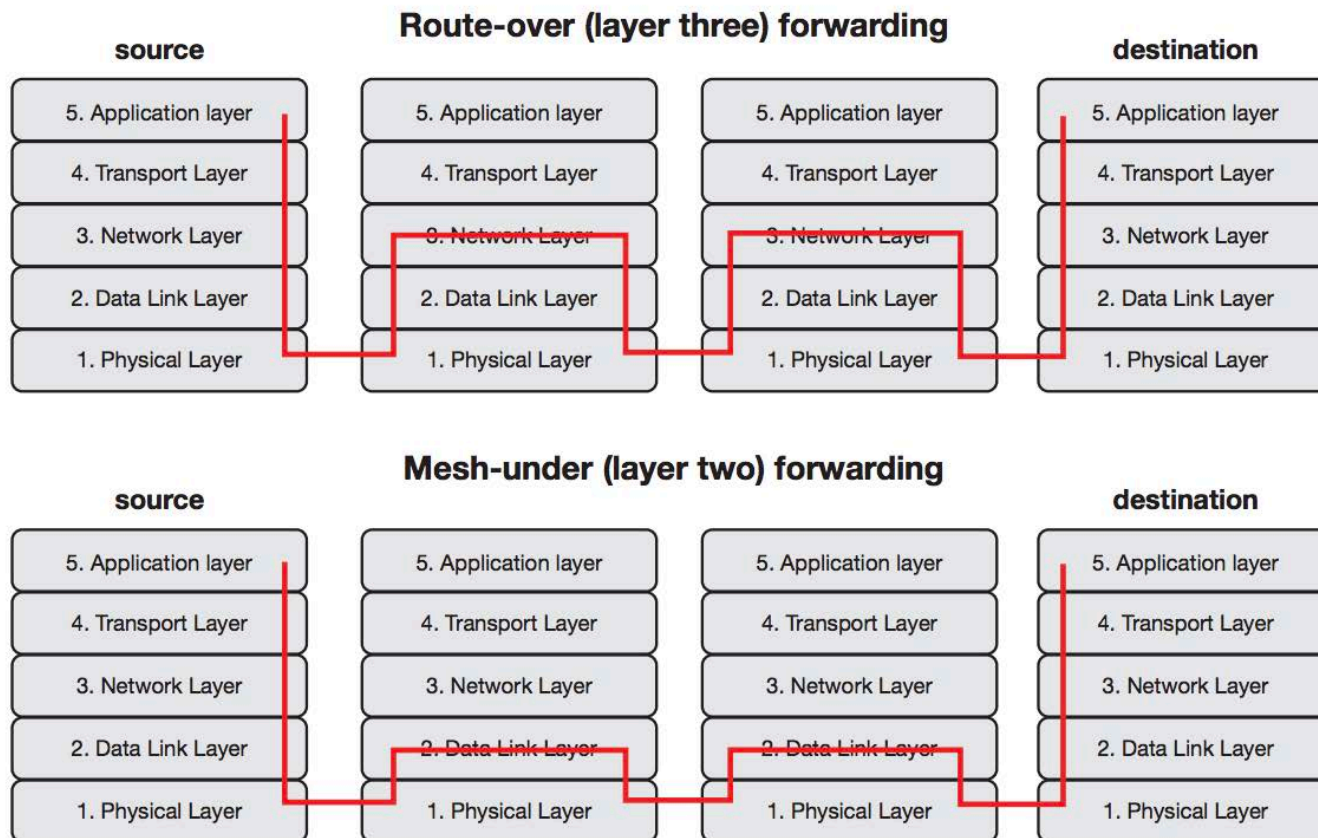 Route-over (layer three) forwarding
source
destination
5. Application layer
5. Application layer
5. Application layer
5. Application layer
4. Transport Layer
4. Transport Layer
4. Transport Layer
4. Transport Layer
3. Network Layer
3. Network Layer
3. Network Layer
3. Network Layer
2. Data Link Layer
2. Data Link Layer
2. Data Link Layer
2. Data Link Layer
1. Physical Layer
1. Physical Layer
1. Physical Layer
1. Physical Layer
Mesh-under (layer two) forwarding
source
destination
5. Application layer
5. Application layer
5. Application layer
5. Application layer
4. Transport Layer
4. Transport Layer
4. Transport Layer
4. Transport Layer
3. Network Layer
3. Network Layer
3. Network Layer
3. Network Layer
2. Data Link Layer
2. Data Link Layer
2. Data Link Layer
2. Data Link Layer
1. Physical Layer
1. Physical Layer
1. Physical Layer
1. Physical Layer